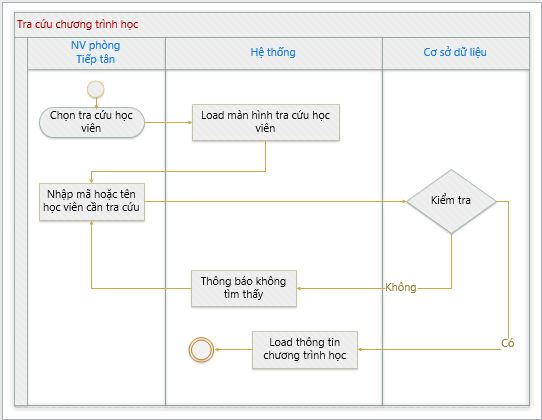 Tra cứu chương trình học
NV phòng
Tiếp tân
Hệ thống
Cơ sở dữ liệu
Chọn tra cứu học
viên
Load màn hình tra cứu học
viên
Nhập mã hoặc tên
học viên cần tra cứu
Kiểm tra
Thông báo không
tìm thấy
Không
Load thông tin
chương trình học
Có